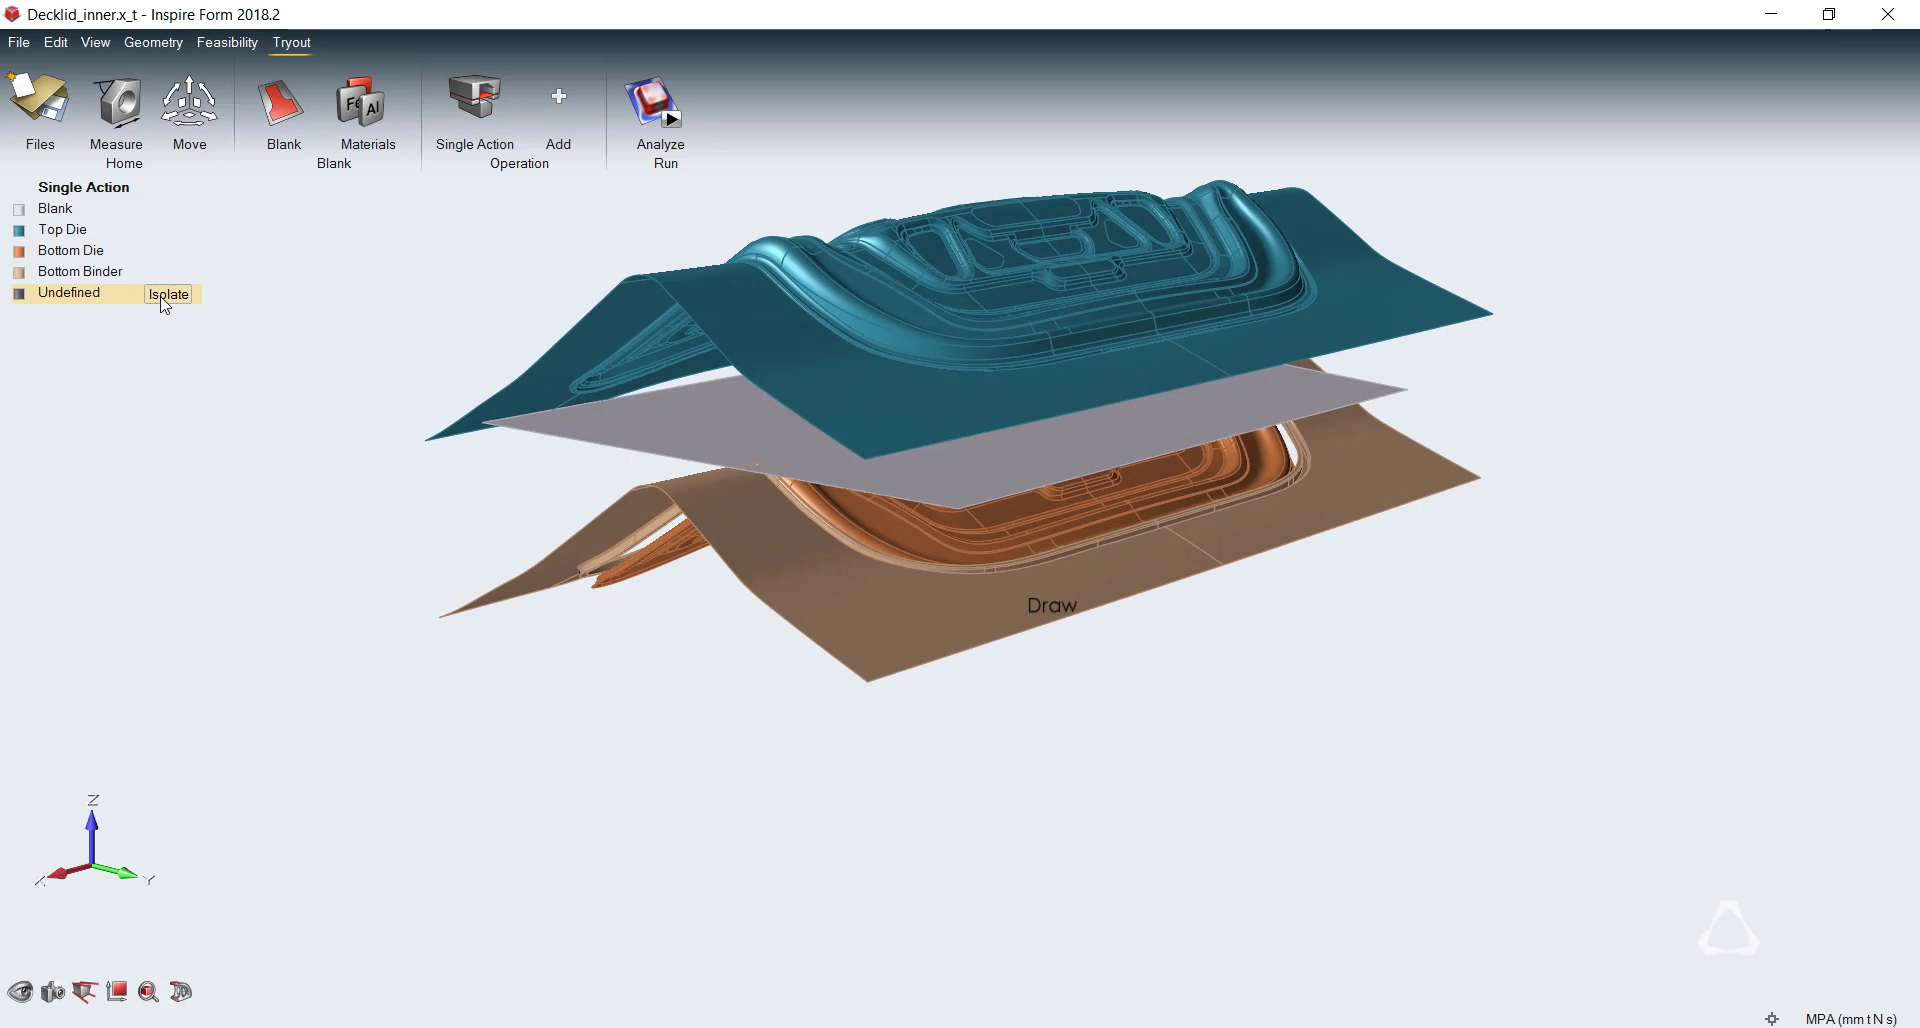 Decklid_inner.x_t - Inspire Form 2018.2
File Edit View Geometry Feasibility Tryout
Fe Al
Files Measure Move Blank Materials Single Action Add Analyze
Home Blank Operation Run
Single Action
Blank
Top Die
Bottom Die
Bottom Binder
Undefined Isolate
Draw
Z
X Y
MPA (mm t N s)